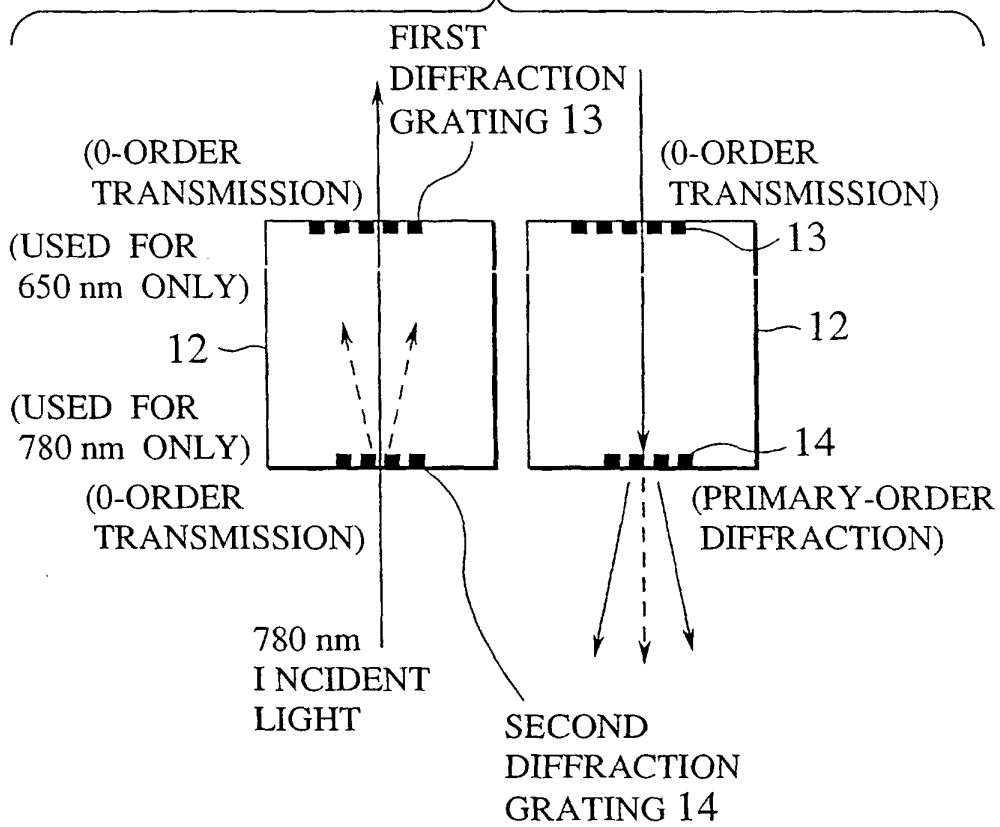 FIRST
DIFFRACTION
GRATING 13
(0-ORDER
TRANSMISSION)
(0-ORDER
TRANSMISSION)
(USED FOR
650 nm ONLY)
13
12
12
(USED FOR
780 nm ONLY)
14
(0-ORDER
TRANSMISSION)
(PRIMARY-ORDER
DIFFRACTION)
780 nm
I NCIDENT
LIGHT
SECOND
DIFFRACTION
GRATING 14